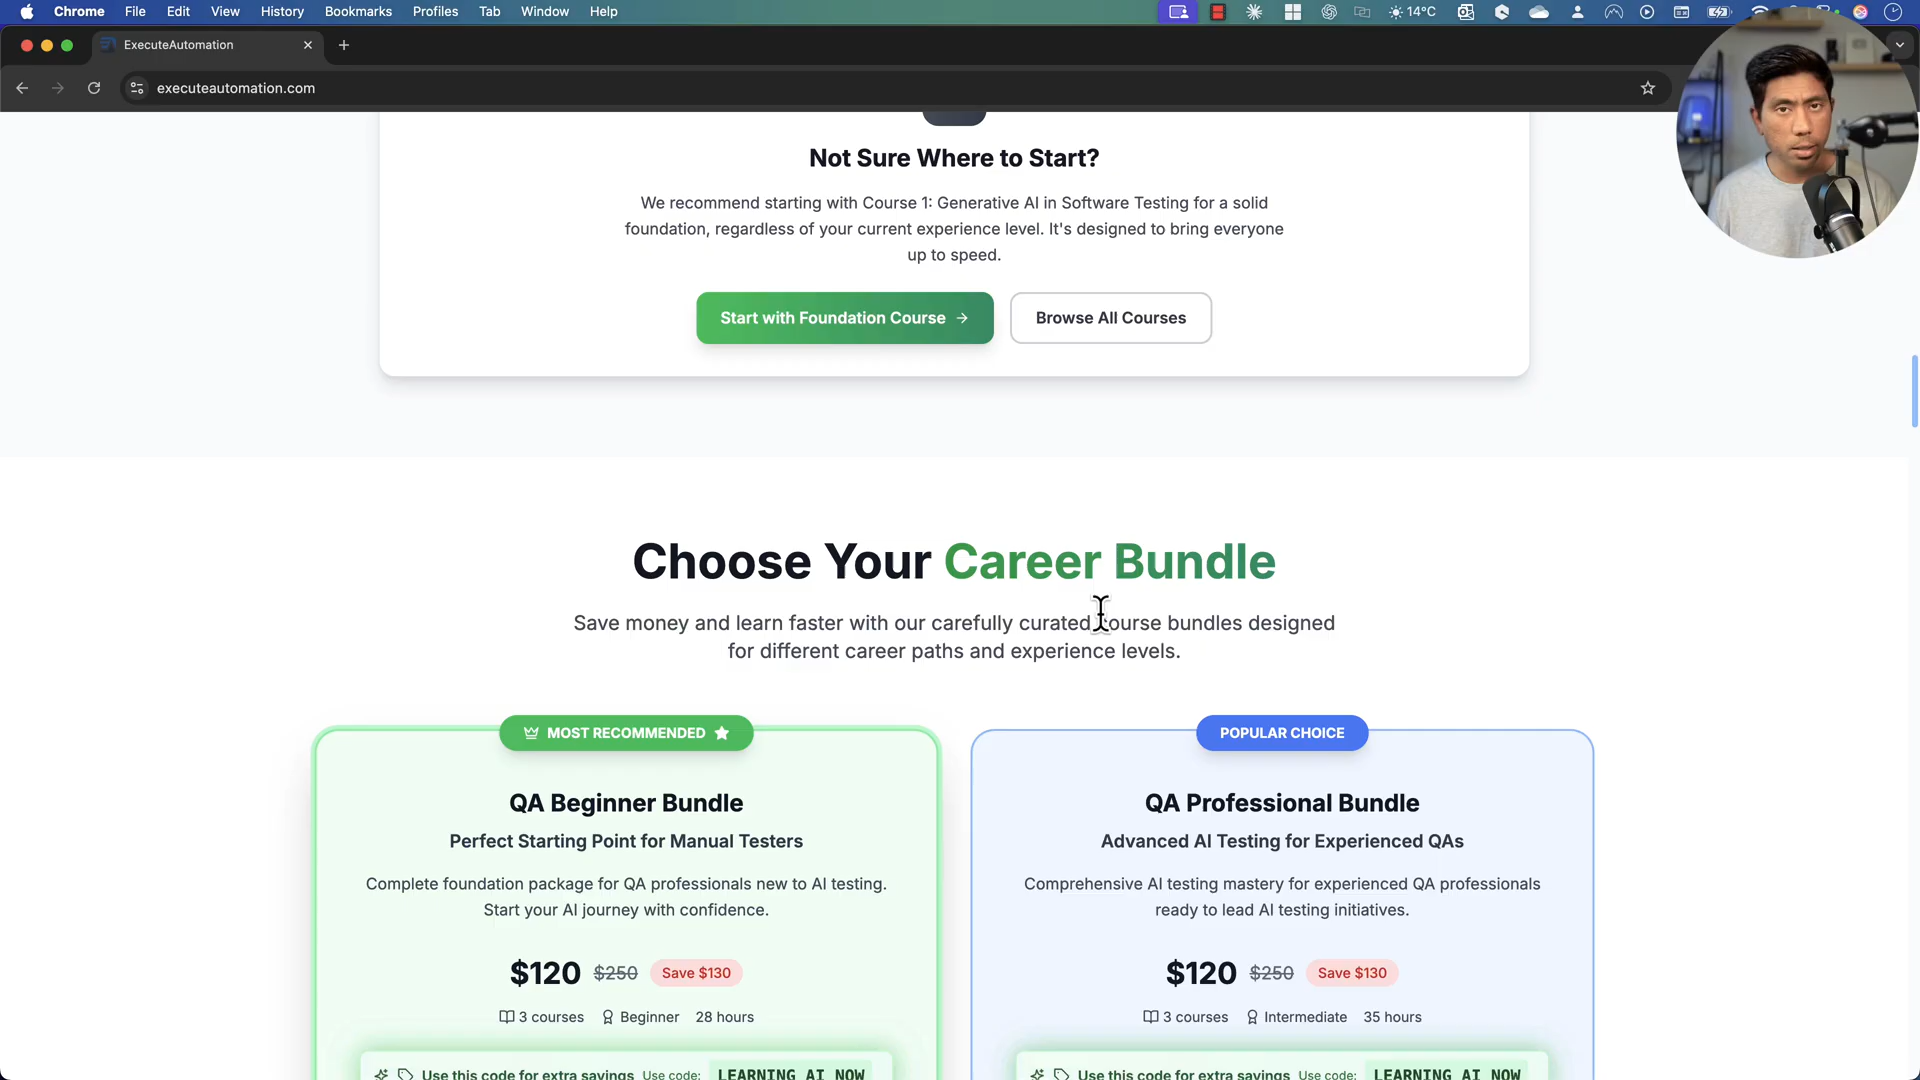 Chrome File Edit View History Bookmarks Profiles Tab Window Help 14°C
ExecuteAutomation
executeautomation.com
Not Sure Where to Start?
We recommend starting with Course 1: Generative AI in Software Testing for a solid
foundation, regardless of your current experience level. It's designed to bring everyone
up to speed.
Start with Foundation Course →
Browse All Courses
Choose Your Career Bundle
Save money and learn faster with our carefully curated course bundles designed
for different career paths and experience levels.
MOST RECOMMENDED
QA Beginner Bundle
Perfect Starting Point for Manual Testers
Complete foundation package for QA professionals new to AI testing.
Start your AI journey with confidence.
$120 $250 Save $130
3 courses Beginner 28 hours
Use this code for extra savings Use code: LEARNING AI NOW
POPULAR CHOICE
QA Professional Bundle
Advanced AI Testing for Experienced QAs
Comprehensive AI testing mastery for experienced QA professionals
ready to lead AI testing initiatives.
$120 $250 Save $130
3 courses Intermediate 35 hours
Use this code for extra savings Use code: LEARNING AI NOW